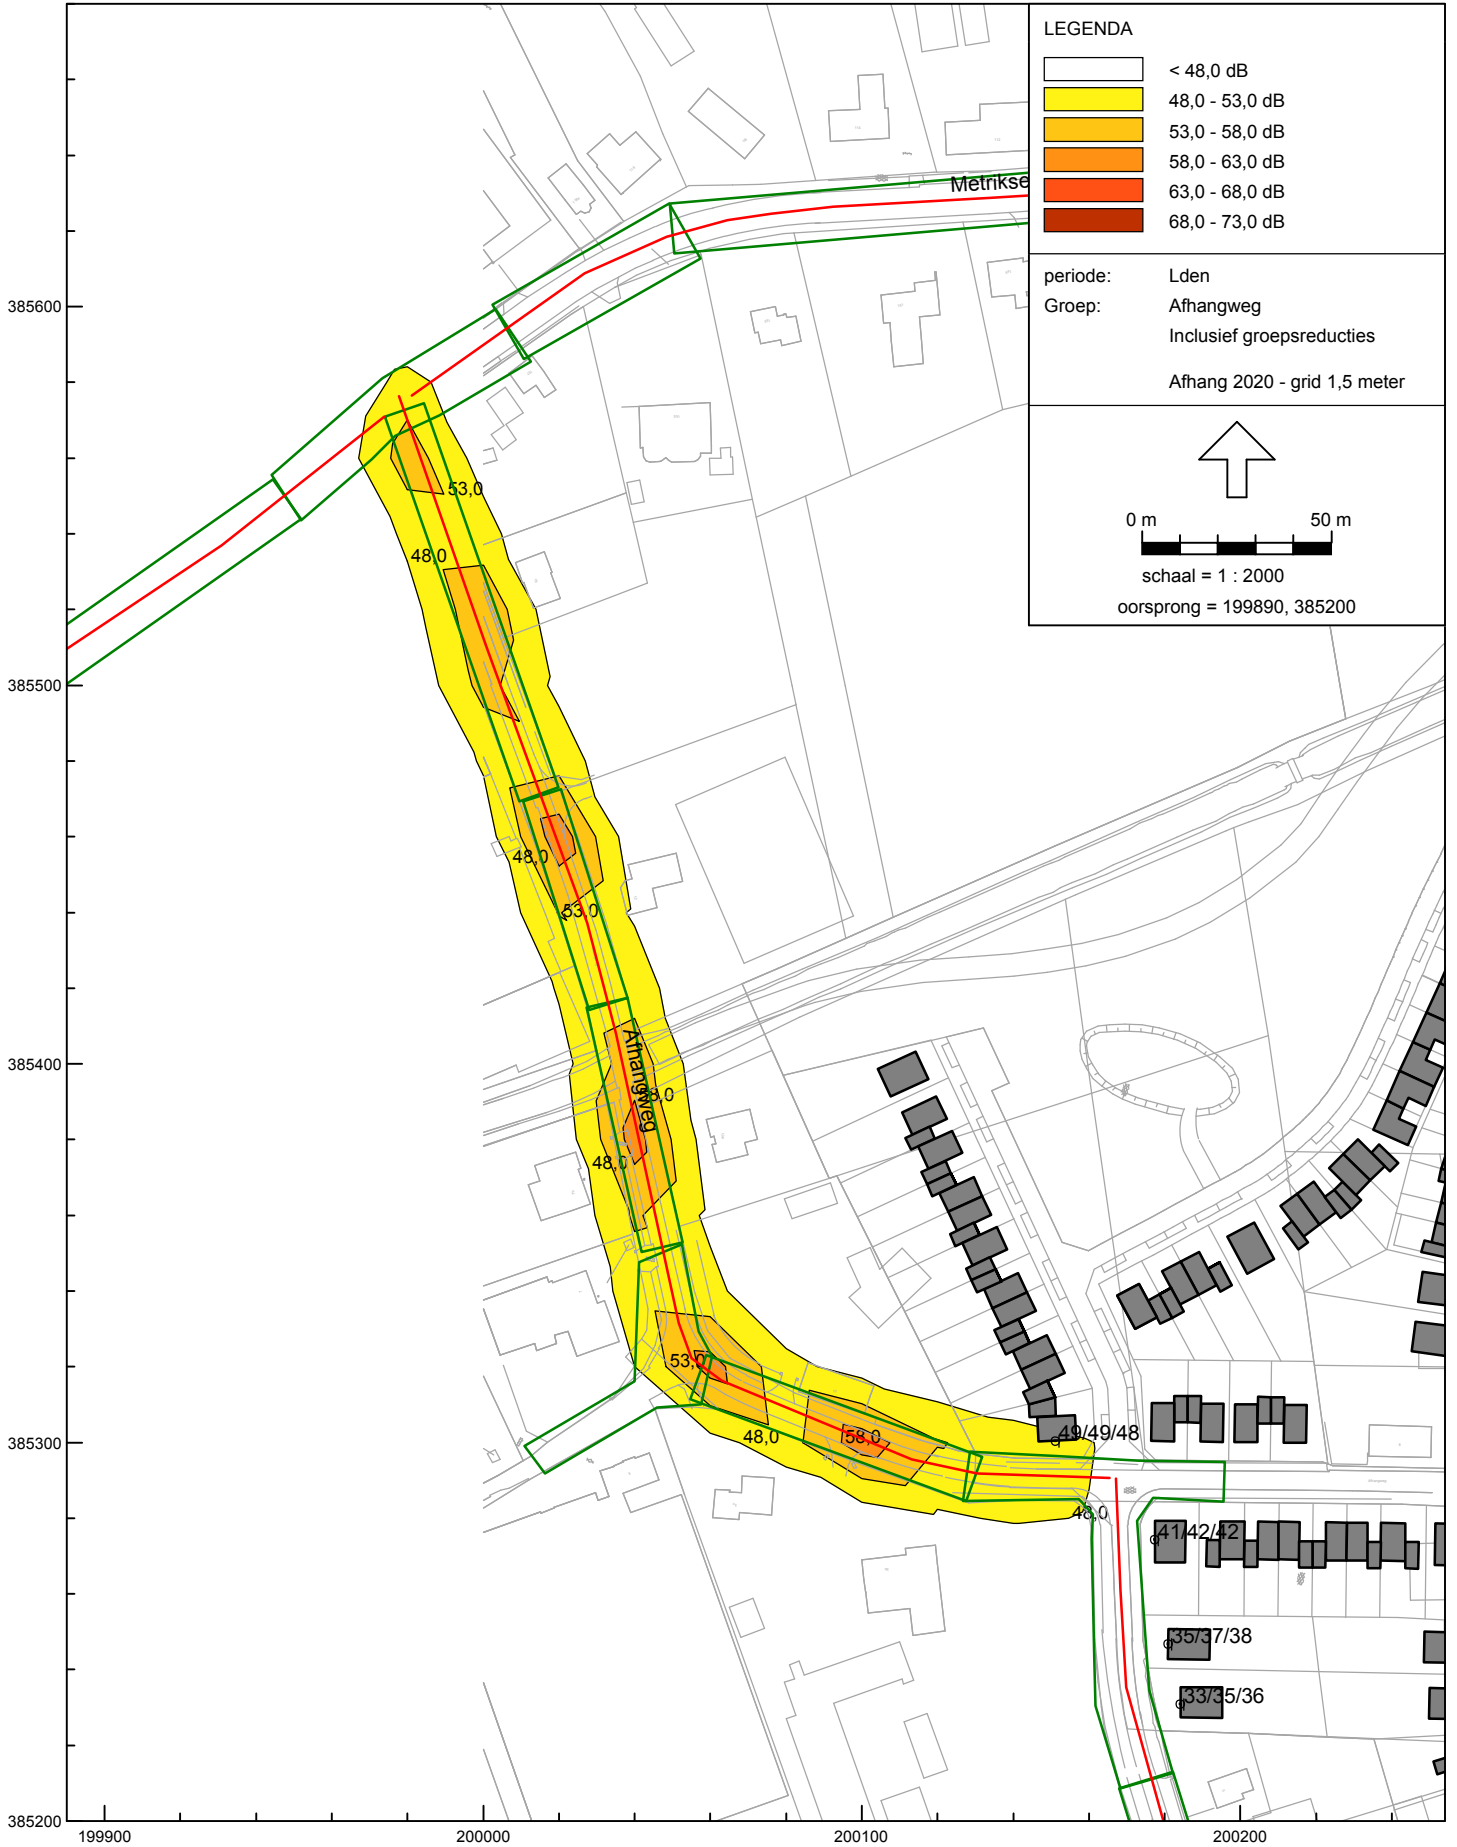 LEGENDA
< 48,0 dB
48,0 - 53,0 dB
53,0 - 58,0 dB
58,0 - 63,0 dB
63,0 - 68,0 dB
68,0 - 73,0 dB
periode: Lden
Groep: Afhangweg
Inclusief groepsreducties
Afhang 2020 - grid 1,5 meter
0 m 50 m
schaal = 1 : 2000
oorsprong = 199890, 385200
Metrikse
385600
53,0
48,0
385500
48,0
53,0
Afhangweg
385400
58,0
48,0
53,0
385300
48,0
58,0
49/49/48
48,0
41/42/42
35/37/38
33/35/36
385200
199900
200000
200100
200200